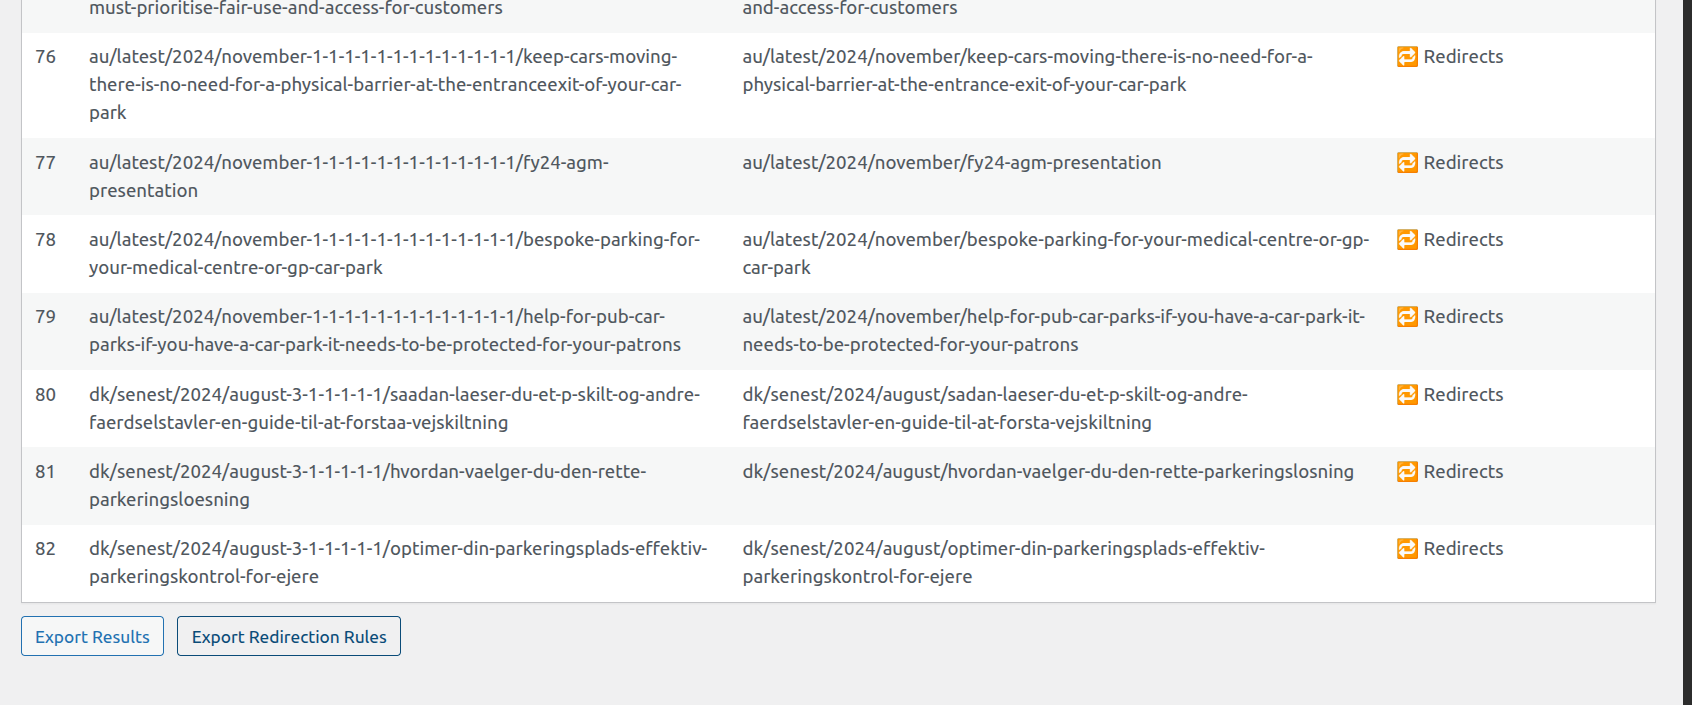 must-prioritise-fair-use-and-access-for-customers
and-access-for-customers
76
au/latest/2024/november-1-1-1-1-1-1-1-1-1-1-1-1-1/keep-cars-moving-
there-is-no-need-for-a-physical-barrier-at-the-entranceexit-of-your-car-
park
au/latest/2024/november/keep-cars-moving-there-is-no-need-for-a-
physical-barrier-at-the-entrance-exit-of-your-car-park
Redirects
77
au/latest/2024/november-1-1-1-1-1-1-1-1-1-1-1-1-1/fy24-agm-
presentation
au/latest/2024/november/fy24-agm-presentation
Redirects
78
au/latest/2024/november-1-1-1-1-1-1-1-1-1-1-1-1-1/bespoke-parking-for-
your-medical-centre-or-gp-car-park
au/latest/2024/november/bespoke-parking-for-your-medical-centre-or-gp-
car-park
Redirects
79
au/latest/2024/november-1-1-1-1-1-1-1-1-1-1-1-1-1/help-for-pub-car-
parks-if-you-have-a-car-park-it-needs-to-be-protected-for-your-patrons
au/latest/2024/november/help-for-pub-car-parks-if-you-have-a-car-park-it-
needs-to-be-protected-for-your-patrons
Redirects
80
dk/senest/2024/august-3-1-1-1-1-1/saadan-laeser-du-et-p-skilt-og-andre-
faerdselstavler-en-guide-til-at-forstaa-vejskiltning
dk/senest/2024/august/sadan-laeser-du-et-p-skilt-og-andre-
faerdselstavler-en-guide-til-at-forsta-vejskiltning
Redirects
81
dk/senest/2024/august-3-1-1-1-1-1/hvordan-vaelger-du-den-rette-
parkeringsloesning
dk/senest/2024/august/hvordan-vaelger-du-den-rette-parkeringslosning
Redirects
82
dk/senest/2024/august-3-1-1-1-1-1/optimer-din-parkeringsplads-effektiv-
parkeringskontrol-for-ejere
dk/senest/2024/august/optimer-din-parkeringsplads-effektiv-
parkeringskontrol-for-ejere
Redirects
Export Results
Export Redirection Rules